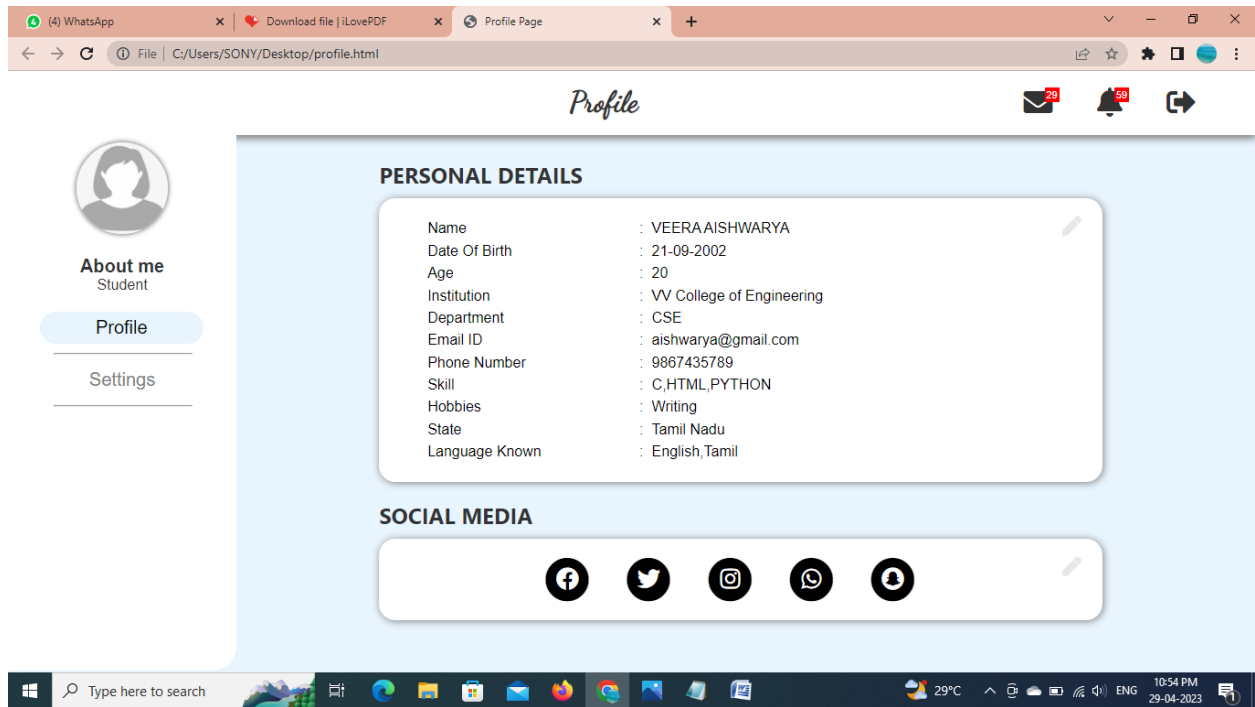 (4) WhatsApp
Download file | iLovePDF
Profile Page
File | C:/Users/SONY/Desktop/profile.html
Profile
29
59
About me
Student
Profile
Settings
PERSONAL DETAILS
Name : VEERA AISHWARYA
Date Of Birth : 21-09-2002
Age : 20
Institution : VV College of Engineering
Department : CSE
Email ID : aishwarya@gmail.com
Phone Number : 9867435789
Skill : C,HTML,PYTHON
Hobbies : Writing
State : Tamil Nadu
Language Known : English,Tamil
SOCIAL MEDIA
Type here to search
29°C
ENG
10:54 PM
29-04-2023
1